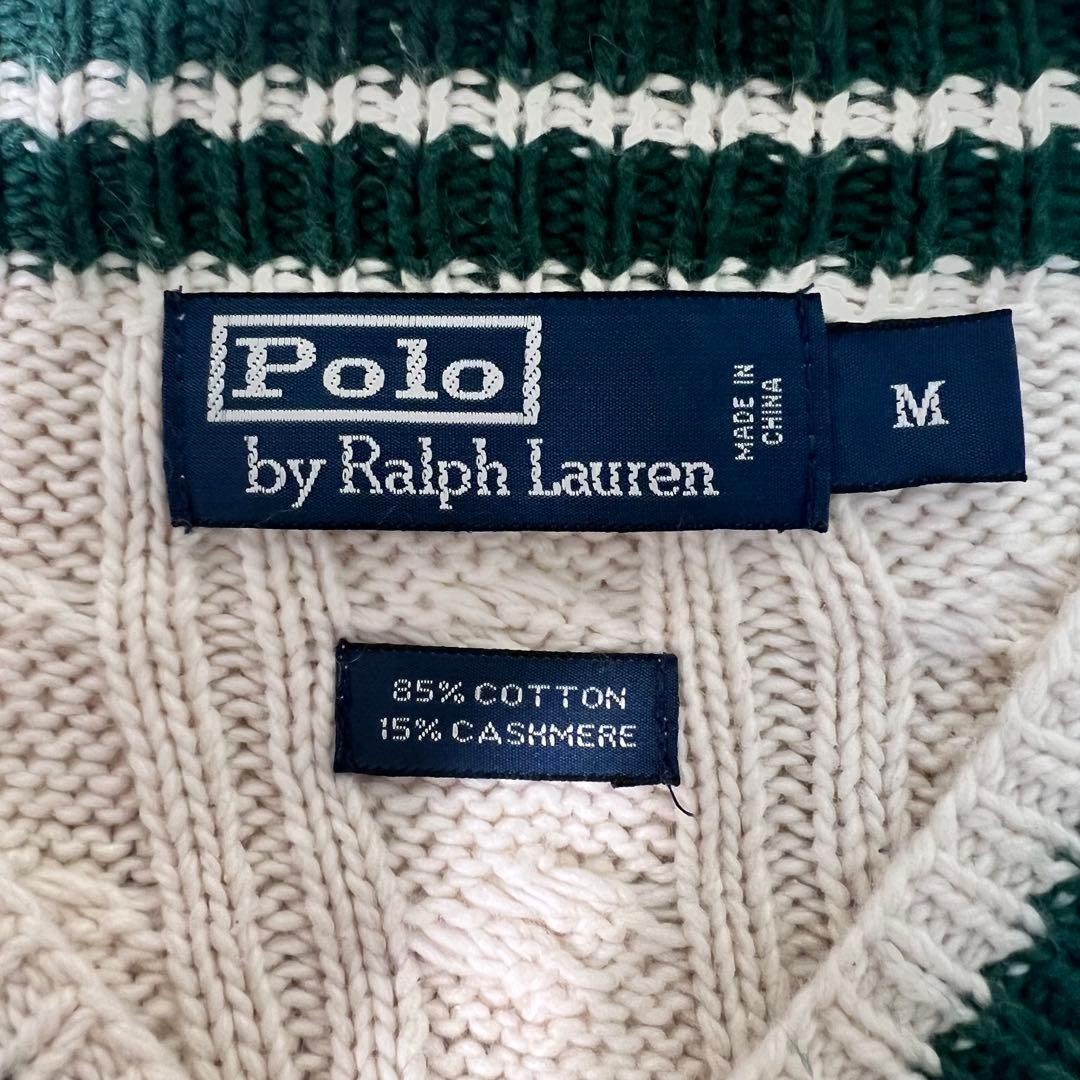 Polo
by Ralph Lauren
MADE IN
CHINA
M
85% COTTON
15% CASHMERE